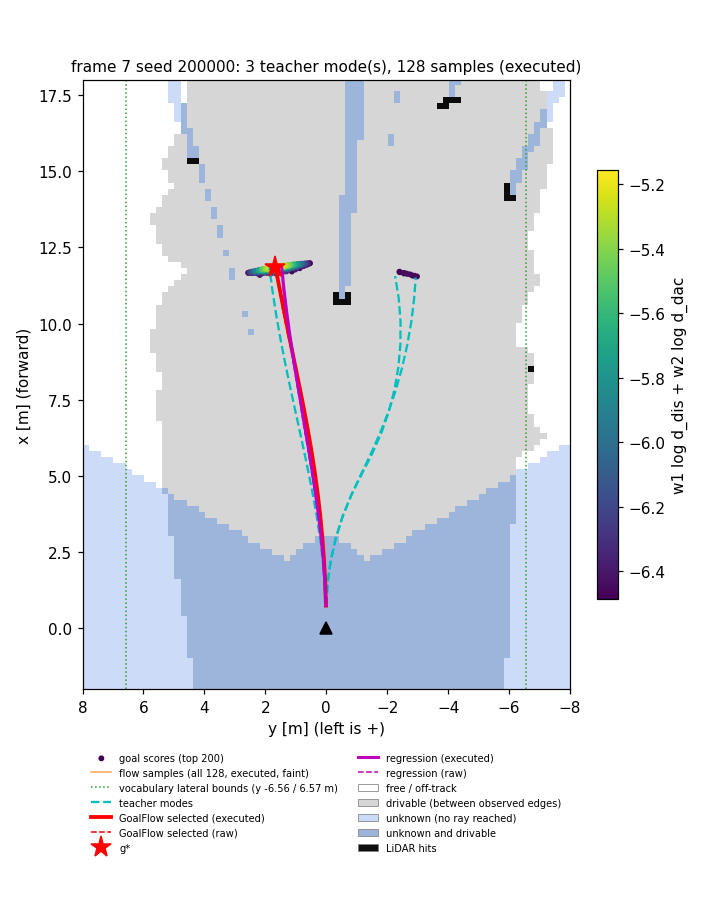 frame 7 seed 200000: 3 teacher mode(s), 128 samples (executed)
17.5
15.0
12.5
10.0
7.5
5.0
2.5
0.0
x [m] (forward)
8 6 4 2 0 −2 −4 −6 −8
y [m] (left is +)
−5.2
−5.4
−5.6
−5.8
−6.0
−6.2
−6.4
w1 log d_dis + w2 log d_dac
goal scores (top 200)
flow samples (all 128, executed, faint)
vocabulary lateral bounds (y -6.56 / 6.57 m)
teacher modes
GoalFlow selected (executed)
GoalFlow selected (raw)
g*
regression (executed)
regression (raw)
free / off-track
drivable (between observed edges)
unknown (no ray reached)
unknown and drivable
LiDAR hits